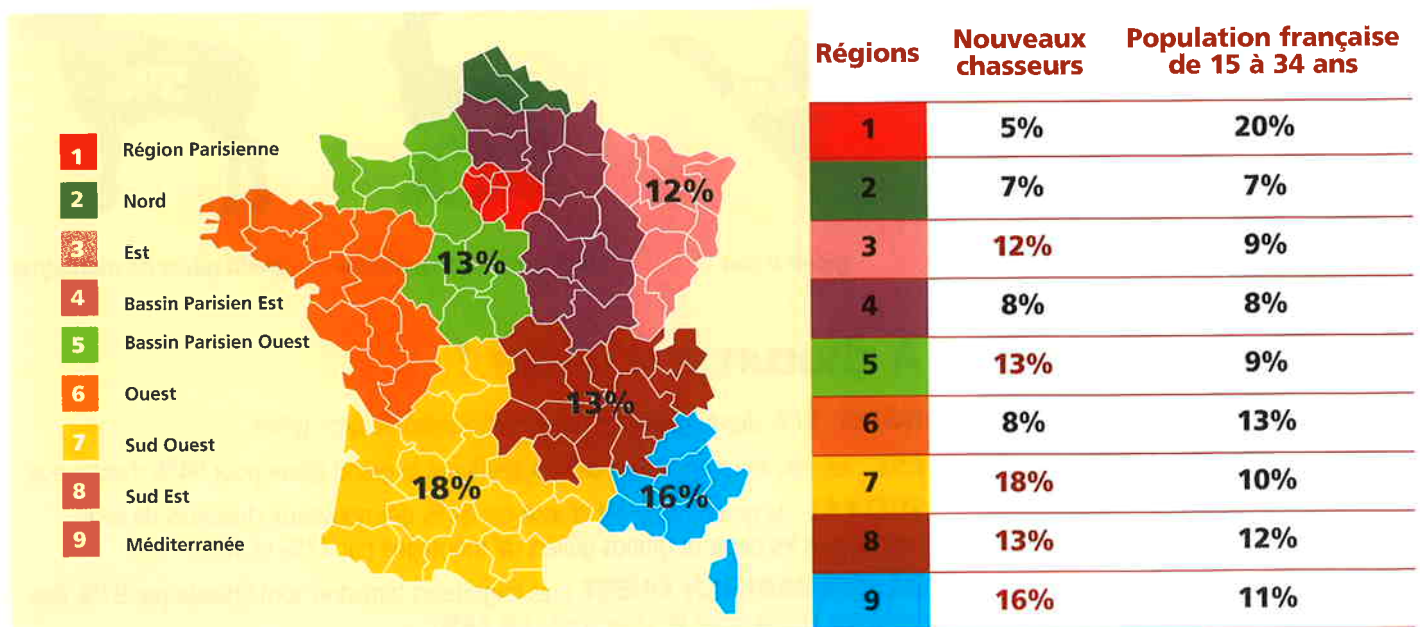 1 Région Parisienne
2 Nord
3 Est
4 Bassin Parisien Est
5 Bassin Parisien Ouest
6 Ouest
7 Sud Ouest
8 Sud Est
9 Méditerranée
12%
13%
13%
18%
16%
Régions Nouveaux chasseurs Population française de 15 à 34 ans
1 5% 20%
2 7% 7%
3 12% 9%
4 8% 8%
5 13% 9%
6 8% 13%
7 18% 10%
8 13% 12%
9 16% 11%